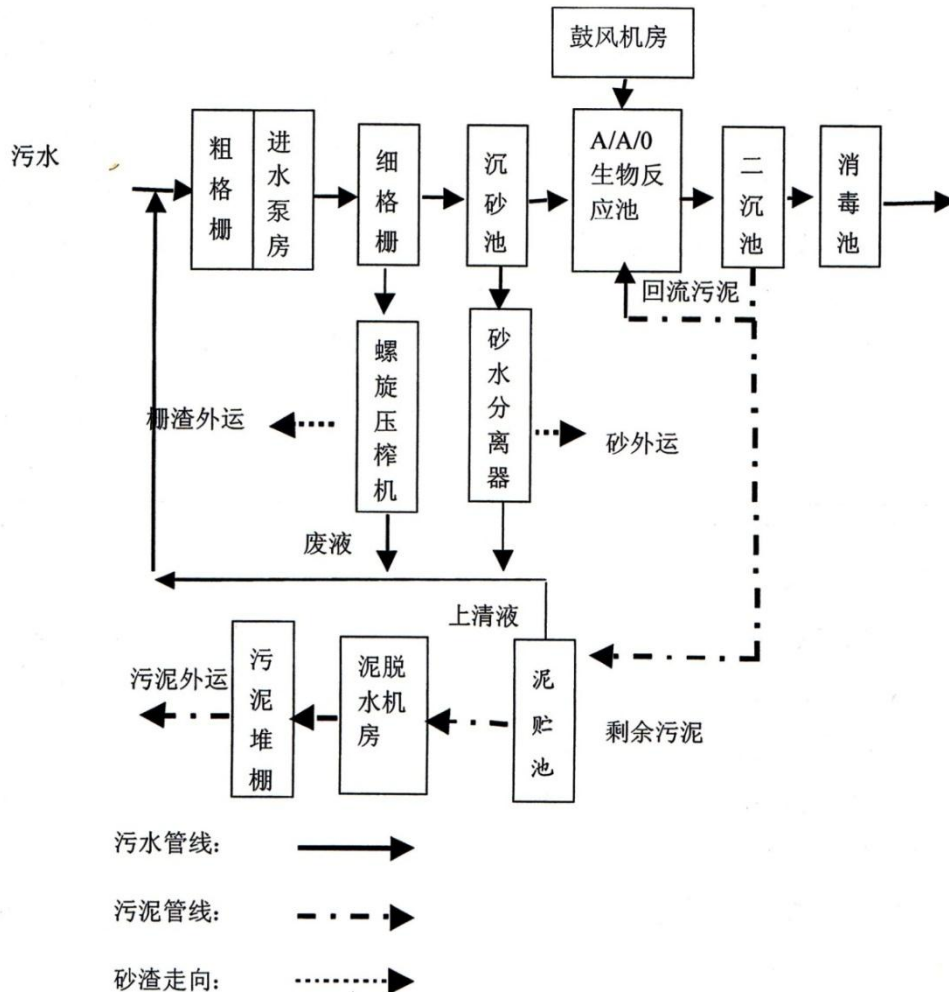 鼓风机房
污水
粗格栅
进水泵房
细格栅
沉砂池
A/A/0
生物反
应池
二沉池
消毒池
回流污泥
螺旋压榨机
砂水分离器
栅渣外运
砂外运
废液
上清液
污泥外运
污泥堆棚
泥脱
水机
房
泥贮池
剩余污泥
污水管线：
污泥管线：
砂渣走向：